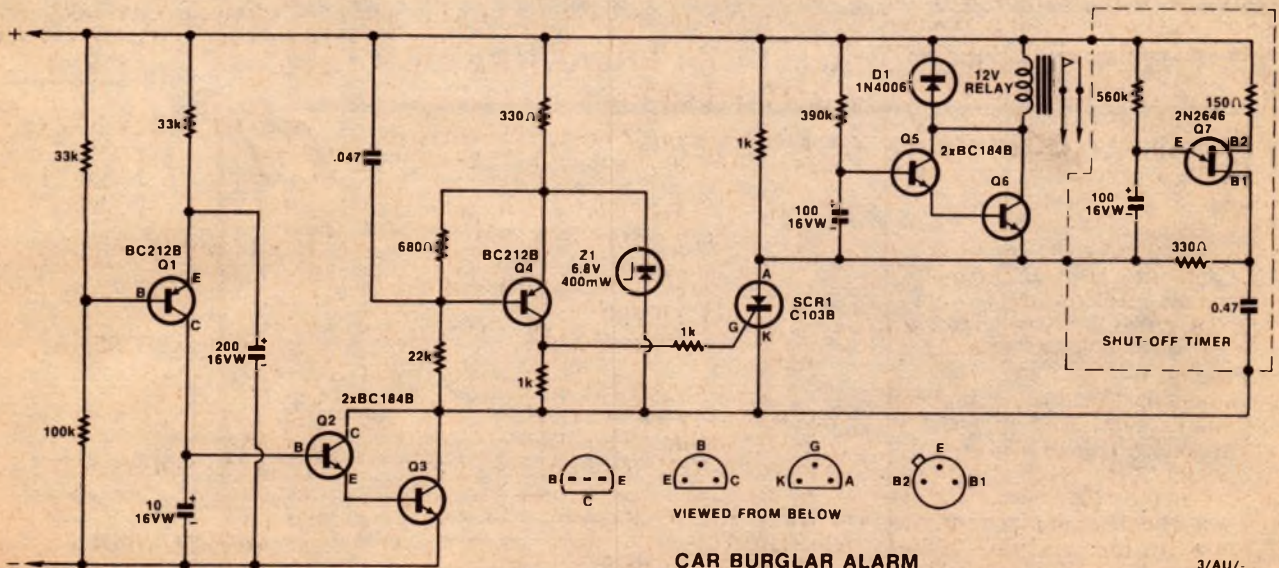 +
33k
33k
BC212B
Q1
B
E
C
200
16VW
+
-
100k
10
16VW
+
-
-
.047
680Ω
22k
2xBC184B
Q2
B
C
E
Q3
330Ω
BC212B
Q4
1k
Z1
6.8V
400mW
1k
1k
A
G
K
SCR1
C103B
390k
100
16VW
+
-
D1
1N4006
12V
RELAY
Q5
2xBC184B
Q6
560k
150Ω
2N2646
Q7
E
B2
B1
100
16VW
+
-
330Ω
0.47
SHUT-OFF TIMER
B
E
C
B
E
C
G
K
A
E
B2
B1
VIEWED FROM BELOW
CAR BURGLAR ALARM
3/AU/-